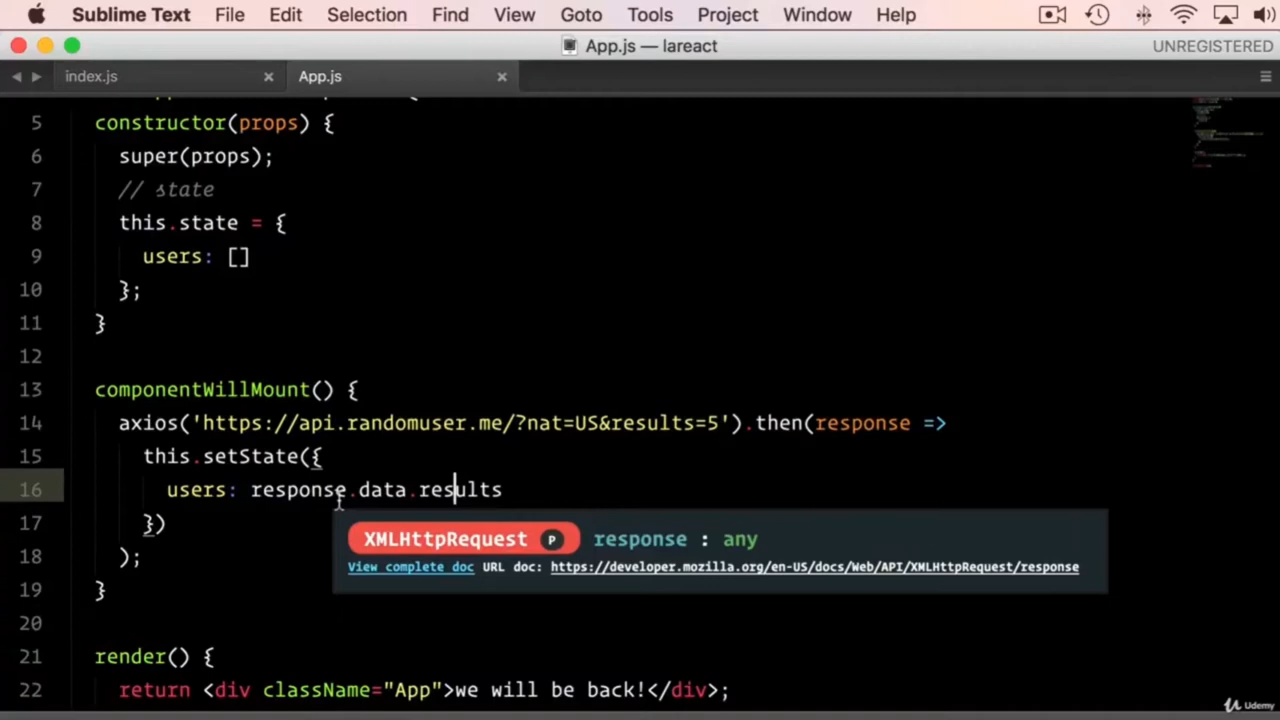 Sublime Text File Edit Selection Find View Goto Tools Project Window Help
App.js — lareact UNREGISTERED
index.js × App.js ×
5 constructor(props) {
6 super(props);
7 // state
8 this.state = {
9 users: []
10 };
11 }
12
13 componentWillMount() {
14 axios('https://api.randomuser.me/?nat=US&results=5').then(response =>
15 this.setState({
16 users: response.data.results
17 })
XMLHttpRequest P response : any
18 );
View complete doc URL doc: https://developer.mozilla.org/en-US/docs/Web/API/XMLHttpRequest/response
19 }
20
21 render() {
22 return <div className="App">we will be back!</div>;
Udemy